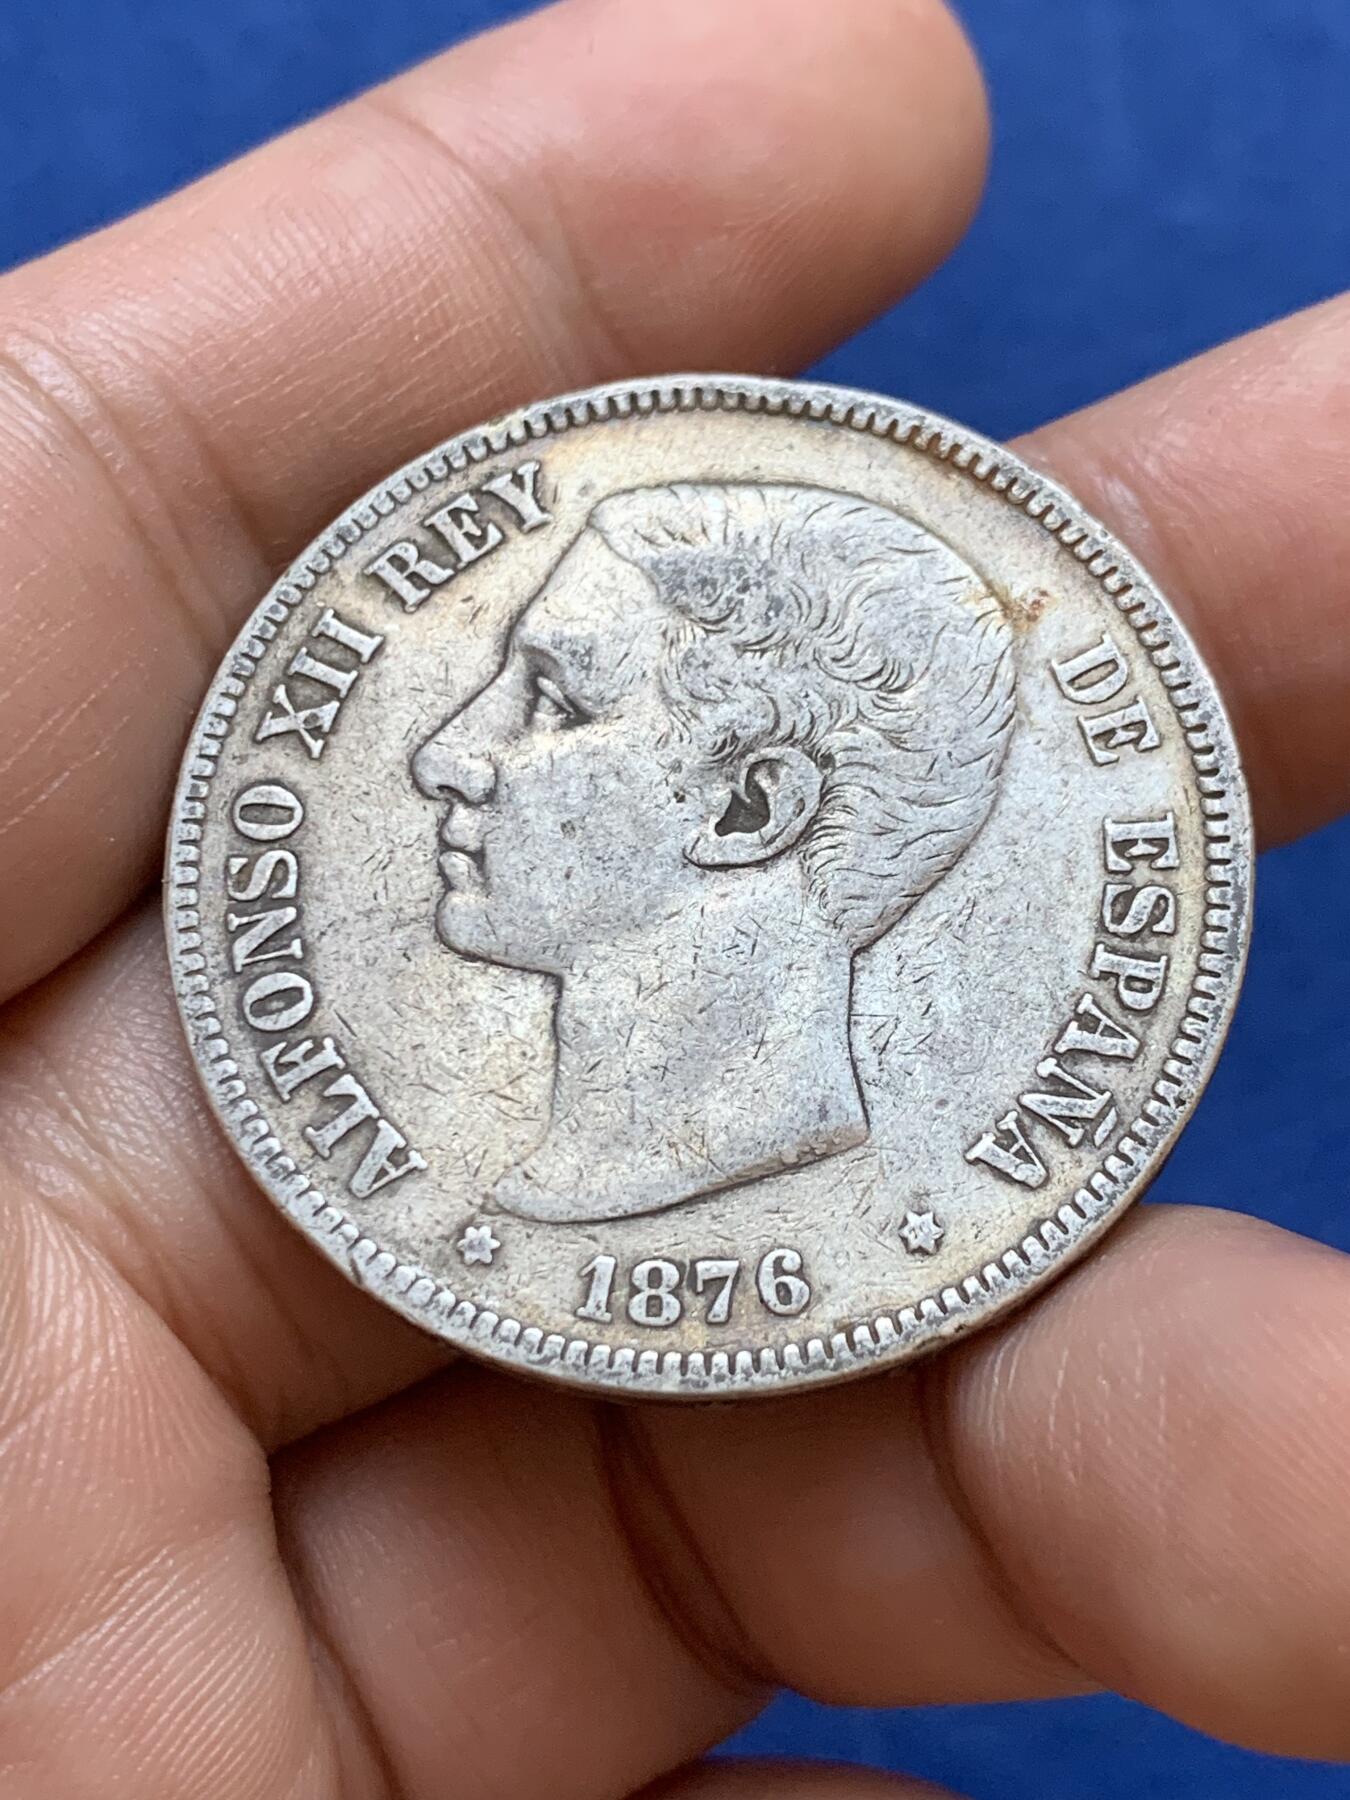 ALFONSO XII REY DE ESPAÑA
1876